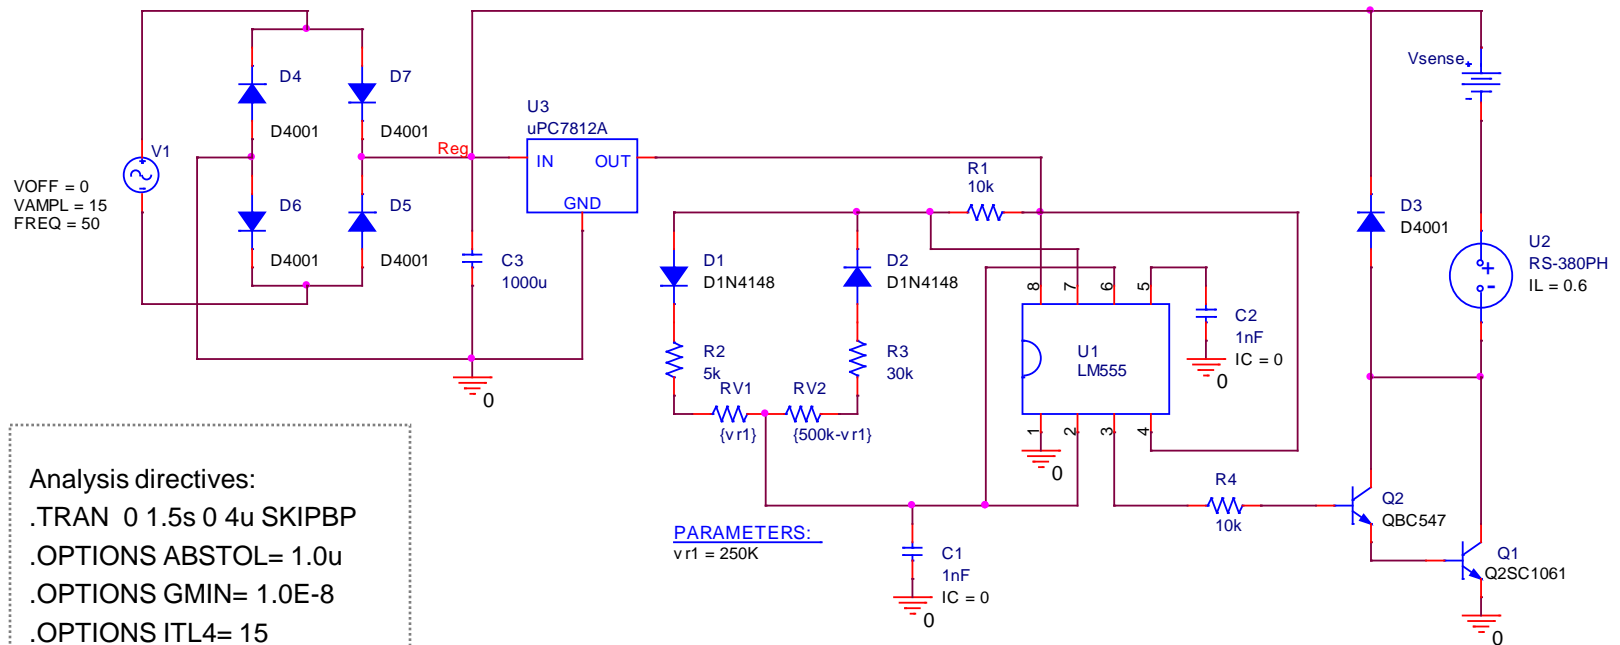 V1
VOFF = 0
VAMPL = 15
FREQ = 50
D4
D4001
D7
D4001
D6
D4001
D5
D4001
Reg
C3
1000u
0
U3
uPC7812A
IN
OUT
GND
R1
10k
D1
D1N4148
D2
D1N4148
R2
5k
R3
30k
RV1
{vr1}
RV2
{500k-vr1}
8
7
6
5
U1
LM555
1
2
3
4
0
C2
1nF
IC = 0
0
C1
1nF
IC = 0
0
PARAMETERS:
vr1 = 250K
R4
10k
Q2
QBC547
Q1
Q2SC1061
0
D3
D4001
Vsense
+
-
U2
RS-380PH
IL = 0.6
+
-
Analysis directives:
.TRAN 0 1.5s 0 4u SKIPBP
.OPTIONS ABSTOL= 1.0u
.OPTIONS GMIN= 1.0E-8
.OPTIONS ITL4= 15